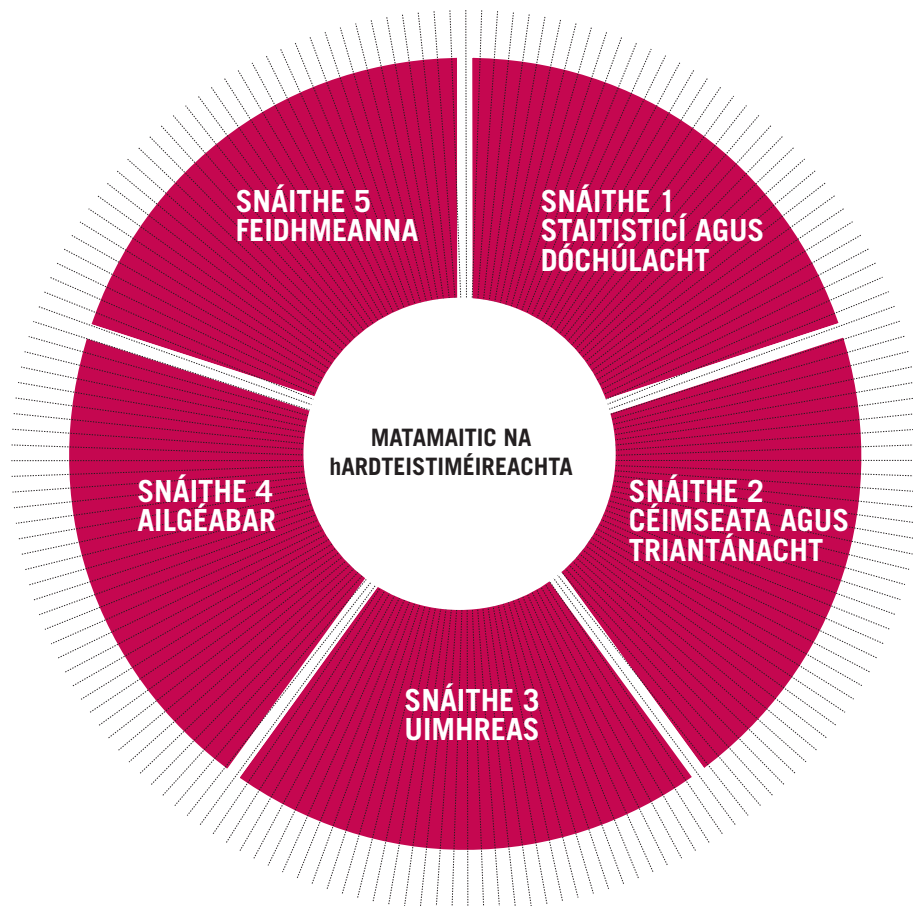 SNÁITHE 5
FEIDHMEANNA
SNÁITHE 1
STAITISTICÍ AGUS
DÓCHÚLACHT
MATAMAITIC NA
hARDTEISTIMÉIREACHTA
SNÁITHE 4
AILGÉABAR
SNÁITHE 2
CÉIMSEATA AGUS
TRIANTÁNACHT
SNÁITHE 3
UIMHREAS